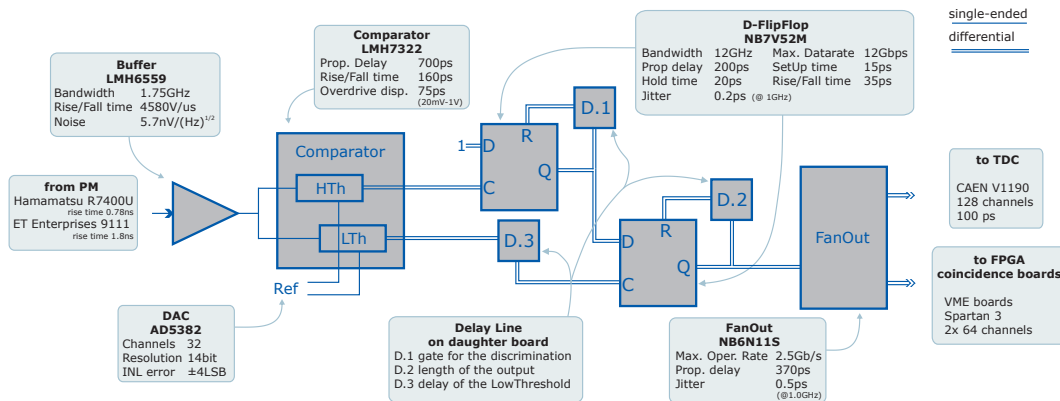 single-ended
differential
Buffer
LMH6559
Bandwidth 1.75GHz
Rise/Fall time 4580V/us
Noise 5.7nV/(Hz)1/2
Comparator
LMH7322
Prop. Delay 700ps
Rise/Fall time 160ps
Overdrive disp. 75ps
(20mV-1V)
D-FlipFlop
NB7V52M
Bandwidth 12GHz Max. Datarate 12Gbps
Prop delay 200ps SetUp time 15ps
Hold time 20ps Rise/Fall time 35ps
Jitter 0.2ps (@ 1GHz)
from PM
Hamamatsu R7400U
rise time 0.78ns
ET Enterprises 9111
rise time 1.8ns
Comparator
HTh
LTh
Ref
1
D
R
Q
C
D.1
D.2
D.3
D
R
Q
C
FanOut
to TDC
CAEN V1190
128 channels
100 ps
to FPGA
coincidence boards
VME boards
Spartan 3
2x 64 channels
DAC
AD5382
Channels 32
Resolution 14bit
INL error ±4LSB
Delay Line
on daughter board
D.1 gate for the discrimination
D.2 length of the output
D.3 delay of the LowThreshold
FanOut
NB6N11S
Max. Oper. Rate 2.5Gb/s
Prop. delay 370ps
Jitter 0.5ps
(@1.0GHz)